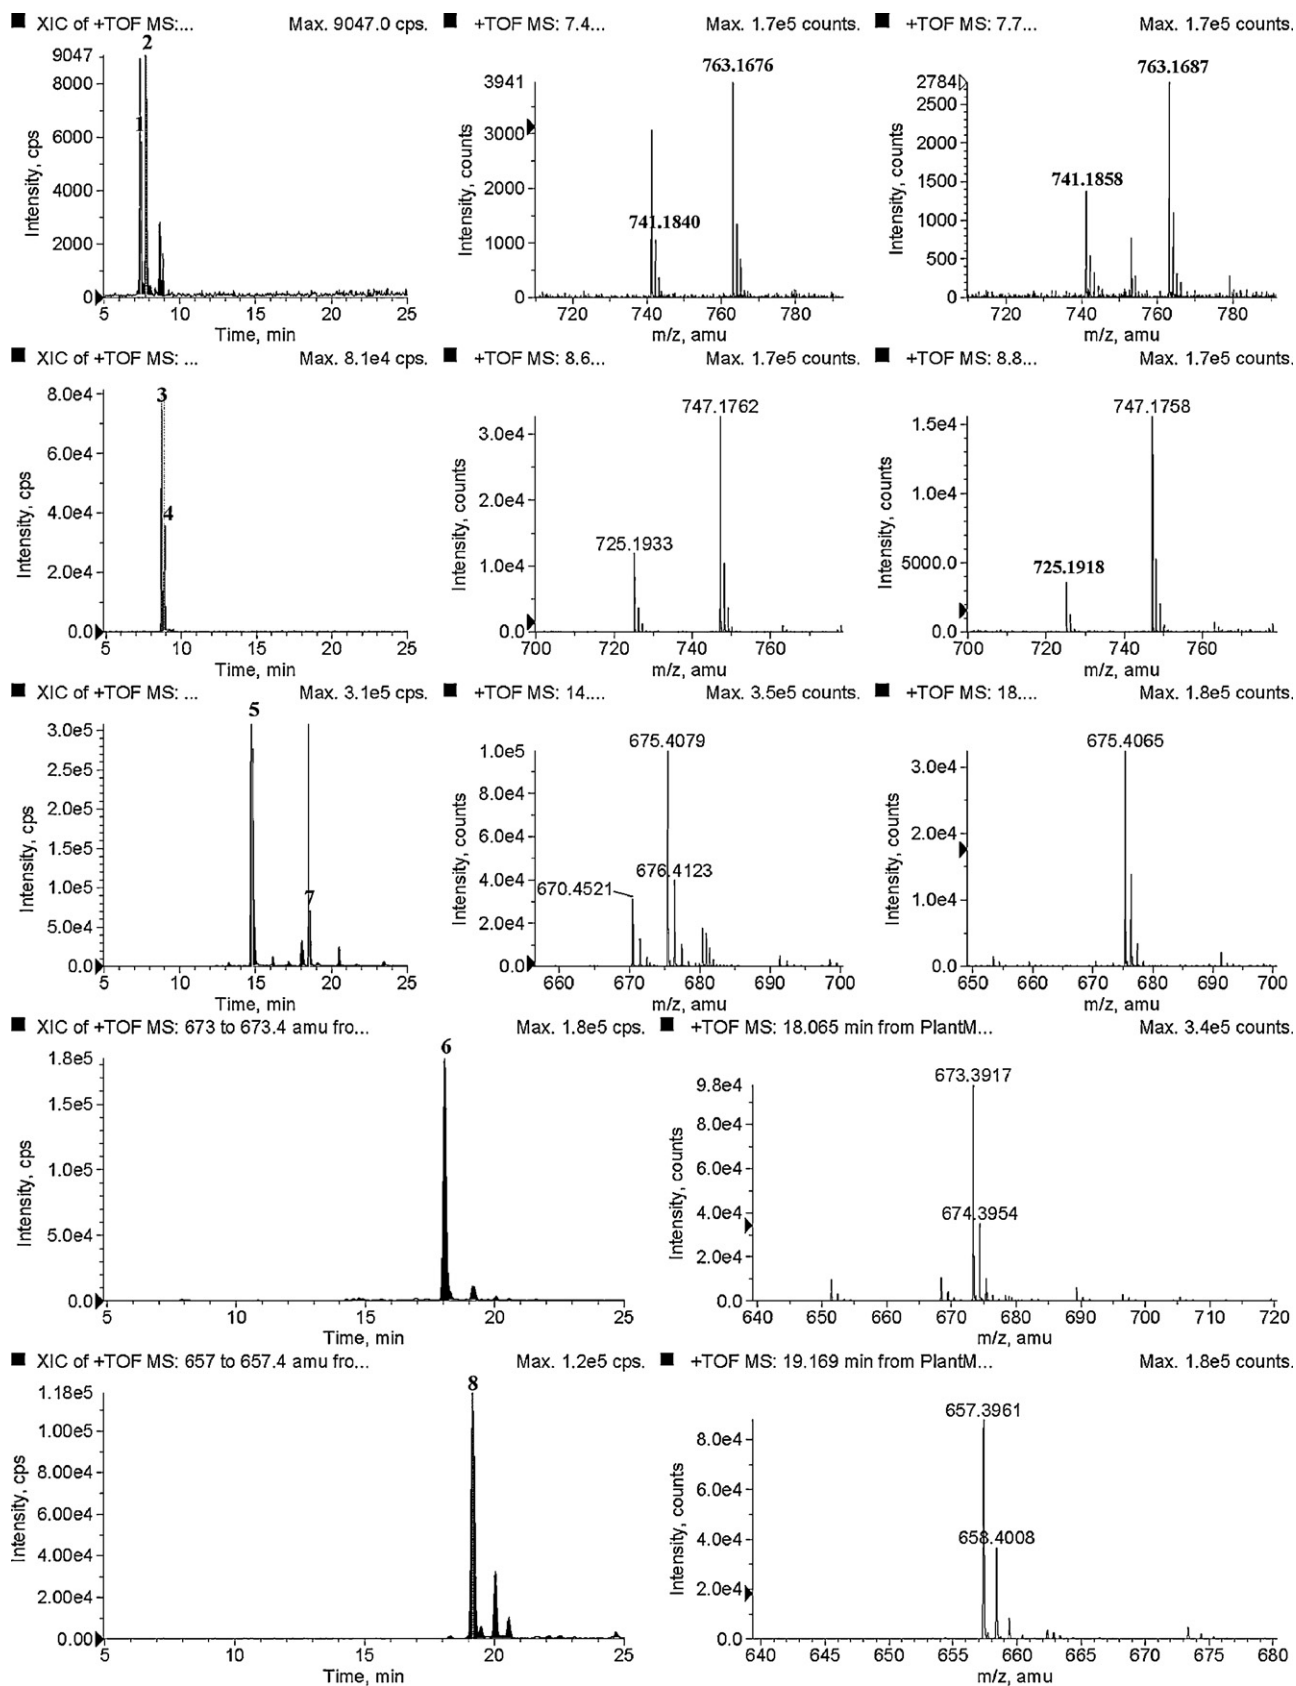 XIC of +TOF MS:... Max. 9047.0 cps.
2
9047
8000
6000
4000
2000
0
1
Intensity, cps
5 10 15 20 25
Time, min
+TOF MS: 7.4... Max. 1.7e5 counts.
763.1676
3941
3000
2000
1000
0
741.1840
Intensity, counts
720 740 760 780
m/z, amu
+TOF MS: 7.7... Max. 1.7e5 counts.
763.1687
2784
2500
2000
1500
1000
500
0
741.1858
Intensity, counts
720 740 760 780
m/z, amu
XIC of +TOF MS: ... Max. 8.1e4 cps.
8.0e4
6.0e4
4.0e4
2.0e4
0.0
3
4
Intensity, cps
5 10 15 20 25
Time, min
+TOF MS: 8.6... Max. 1.7e5 counts.
747.1762
3.0e4
2.0e4
1.0e4
0.0
725.1933
Intensity, counts
700 720 740 760
m/z, amu
+TOF MS: 8.8... Max. 1.7e5 counts.
747.1758
1.5e4
1.0e4
5000.0
0.0
725.1918
Intensity, counts
700 720 740 760
m/z, amu
XIC of +TOF MS: ... Max. 3.1e5 cps.
5
3.0e5
2.5e5
2.0e5
1.5e5
1.0e5
5.0e4
0.0
7
Intensity, cps
5 10 15 20 25
Time, min
+TOF MS: 14.... Max. 3.5e5 counts.
675.4079
1.0e5
8.0e4
6.0e4
4.0e4
2.0e4
0.0
676.4123
670.4521
Intensity, counts
660 670 680 690 700
m/z, amu
+TOF MS: 18.... Max. 1.8e5 counts.
675.4065
3.0e4
2.0e4
1.0e4
0.0
Intensity, counts
650 660 670 680 690 700
m/z, amu
XIC of +TOF MS: 673 to 673.4 amu fro... Max. 1.8e5 cps.
6
1.8e5
1.5e5
1.0e5
5.0e4
0.0
Intensity, cps
5 10 15 20 25
Time, min
+TOF MS: 18.065 min from PlantM... Max. 3.4e5 counts.
673.3917
9.8e4
8.0e4
6.0e4
4.0e4
2.0e4
0.0
674.3954
Intensity, counts
640 650 660 670 680 690 700 710 720
m/z, amu
XIC of +TOF MS: 657 to 657.4 amu fro... Max. 1.2e5 cps.
8
1.18e5
1.00e5
8.00e4
6.00e4
4.00e4
2.00e4
0.00
Intensity, cps
5 10 15 20 25
Time, min
+TOF MS: 19.169 min from PlantM... Max. 1.8e5 counts.
657.3961
8.0e4
6.0e4
4.0e4
2.0e4
0.0
658.4008
Intensity, counts
640 645 650 655 660 665 670 675 680
m/z, amu